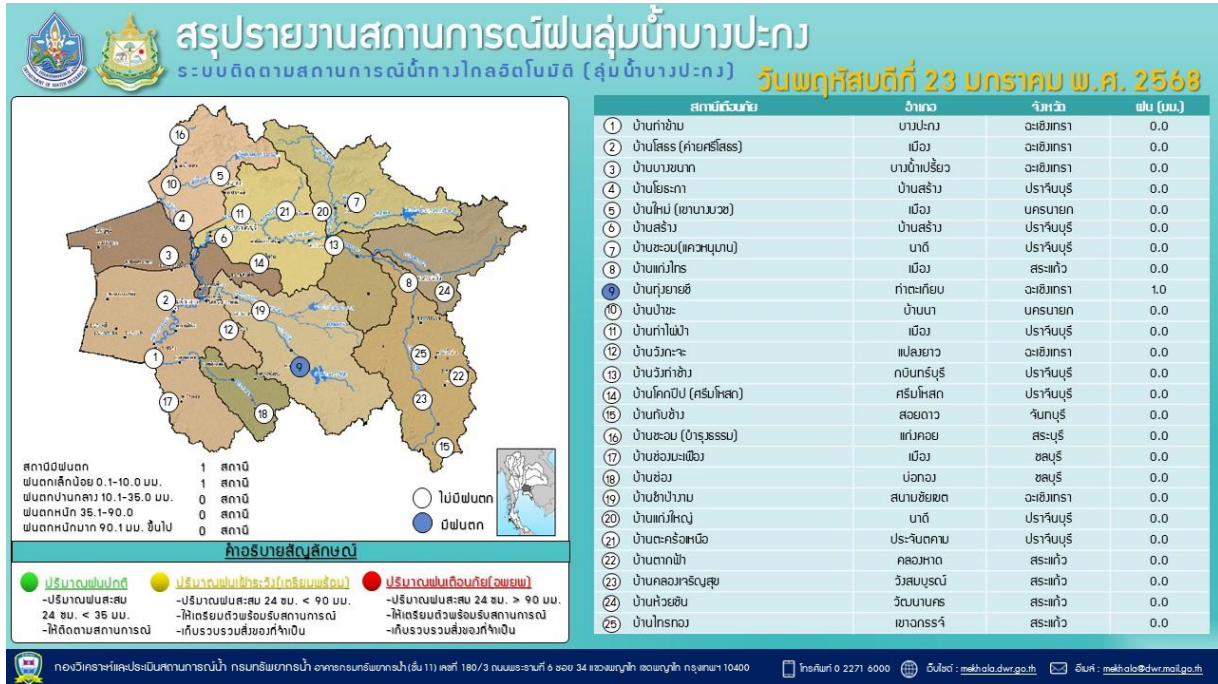 สรุปรายงานสถานการณ์ฝนลุ่มน้ำบางปะกง
ระบบติดตามสถานการณ์น้ำทางไกลอัตโนมัติ (ลุ่มน้ำบางปะกง)
วันพฤหัสบดีที่ 23 มกราคม พ.ศ. 2568
สถานีเตือนภัย อำเภอ จังหวัด ฝน (มม.)
1 บ้านท่าข้าม บางปะกง ฉะเชิงเทรา 0.0
2 บ้านโสธร (ค่ายศรีโสธร) เมือง ฉะเชิงเทรา 0.0
3 บ้านบางขนาก บางน้ำเปรี้ยว ฉะเชิงเทรา 0.0
4 บ้านโยธะกา บ้านสร้าง ปราจีนบุรี 0.0
5 บ้านใหม่ (เขานางบวช) เมือง นครนายก 0.0
6 บ้านสร้าง บ้านสร้าง ปราจีนบุรี 0.0
7 บ้านชะอม(แควหนุมาน) นาดี ปราจีนบุรี 0.0
8 บ้านแก่งไทร เมือง สระแก้ว 0.0
9 บ้านทุ่งยายชี ท่าตะเกียบ ฉะเชิงเทรา 1.0
10 บ้านป่าขะ บ้านนา นครนายก 0.0
11 บ้านท่าไผ่ป่า เมือง ปราจีนบุรี 0.0
12 บ้านวังกะจะ แปลงยาว ฉะเชิงเทรา 0.0
13 บ้านวังท่าช้าง กบินทร์บุรี ปราจีนบุรี 0.0
14 บ้านโคกปีป (ศรีมโหสถ) ศรีมโหสถ ปราจีนบุรี 0.0
15 บ้านทับช้าง สอยดาว จันทบุรี 0.0
16 บ้านชะอม (บำรุงธรรม) แก่งคอย สระบุรี 0.0
17 บ้านช่องมะเฟือง เมือง ชลบุรี 0.0
18 บ้านช่อง บ่อทอง ชลบุรี 0.0
19 บ้านชำป่างาม สนามชัยเขต ฉะเชิงเทรา 0.0
20 บ้านแก่งใหญ่ นาดี ปราจีนบุรี 0.0
21 บ้านตะคร้อเหนือ ประจันตคาม ปราจีนบุรี 0.0
22 บ้านตากฟ้า คลองหาด สระแก้ว 0.0
23 บ้านคลองเจริญสุข วังสมบูรณ์ สระแก้ว 0.0
24 บ้านห้วยชัน วัฒนานคร สระแก้ว 0.0
25 บ้านไทรทอง เขาฉกรรจ์ สระแก้ว 0.0
16
10
5
4
11
21
20
7
6
13
3
14
8
24
2
19
12
1
9
25
22
17
18
23
15
สถานีมีฝนตก 1 สถานี
ฝนตกเล็กน้อย 0.1-10.0 มม. 1 สถานี
ฝนตกปานกลาง 10.1-35.0 มม. 0 สถานี
ฝนตกหนัก 35.1-90.0 0 สถานี
ฝนตกหนักมาก 90.1 มม. ขึ้นไป 0 สถานี
ไม่มีฝนตก
มีฝนตก
คำอธิบายสัญลักษณ์
ปริมาณฝนปกติ
-ปริมาณฝนสะสม
24 ชม. < 35 มม.
-ให้ติดตามสถานการณ์
ปริมาณฝนเฝ้าระวัง(เตรียมพร้อม)
-ปริมาณฝนสะสม 24 ชม. < 90 มม.
-ให้เตรียมตัวพร้อมรับสถานการณ์
-เก็บรวบรวมสิ่งของที่จำเป็น
ปริมาณฝนเตือนภัย(อพยพ)
-ปริมาณฝนสะสม 24 ชม. > 90 มม.
-ให้เตรียมตัวพร้อมรับสถานการณ์
-เก็บรวบรวมสิ่งของที่จำเป็น
กองวิเคราะห์และประเมินสถานการณ์น้ำ กรมทรัพยากรน้ำ อาคารกรมทรัพยากรน้ำ(ชั้น 11) เลขที่ 180/3 ถนนพระรามที่ 6 ซอย 34 แขวงพญาไท เขตพญาไท กรุงเทพฯ 10400 โทรศัพท์ 0 2271 6000 เว็บไซต์ : mekhala.dwr.go.th อีเมล์ : mekhala@dwr.mail.go.th